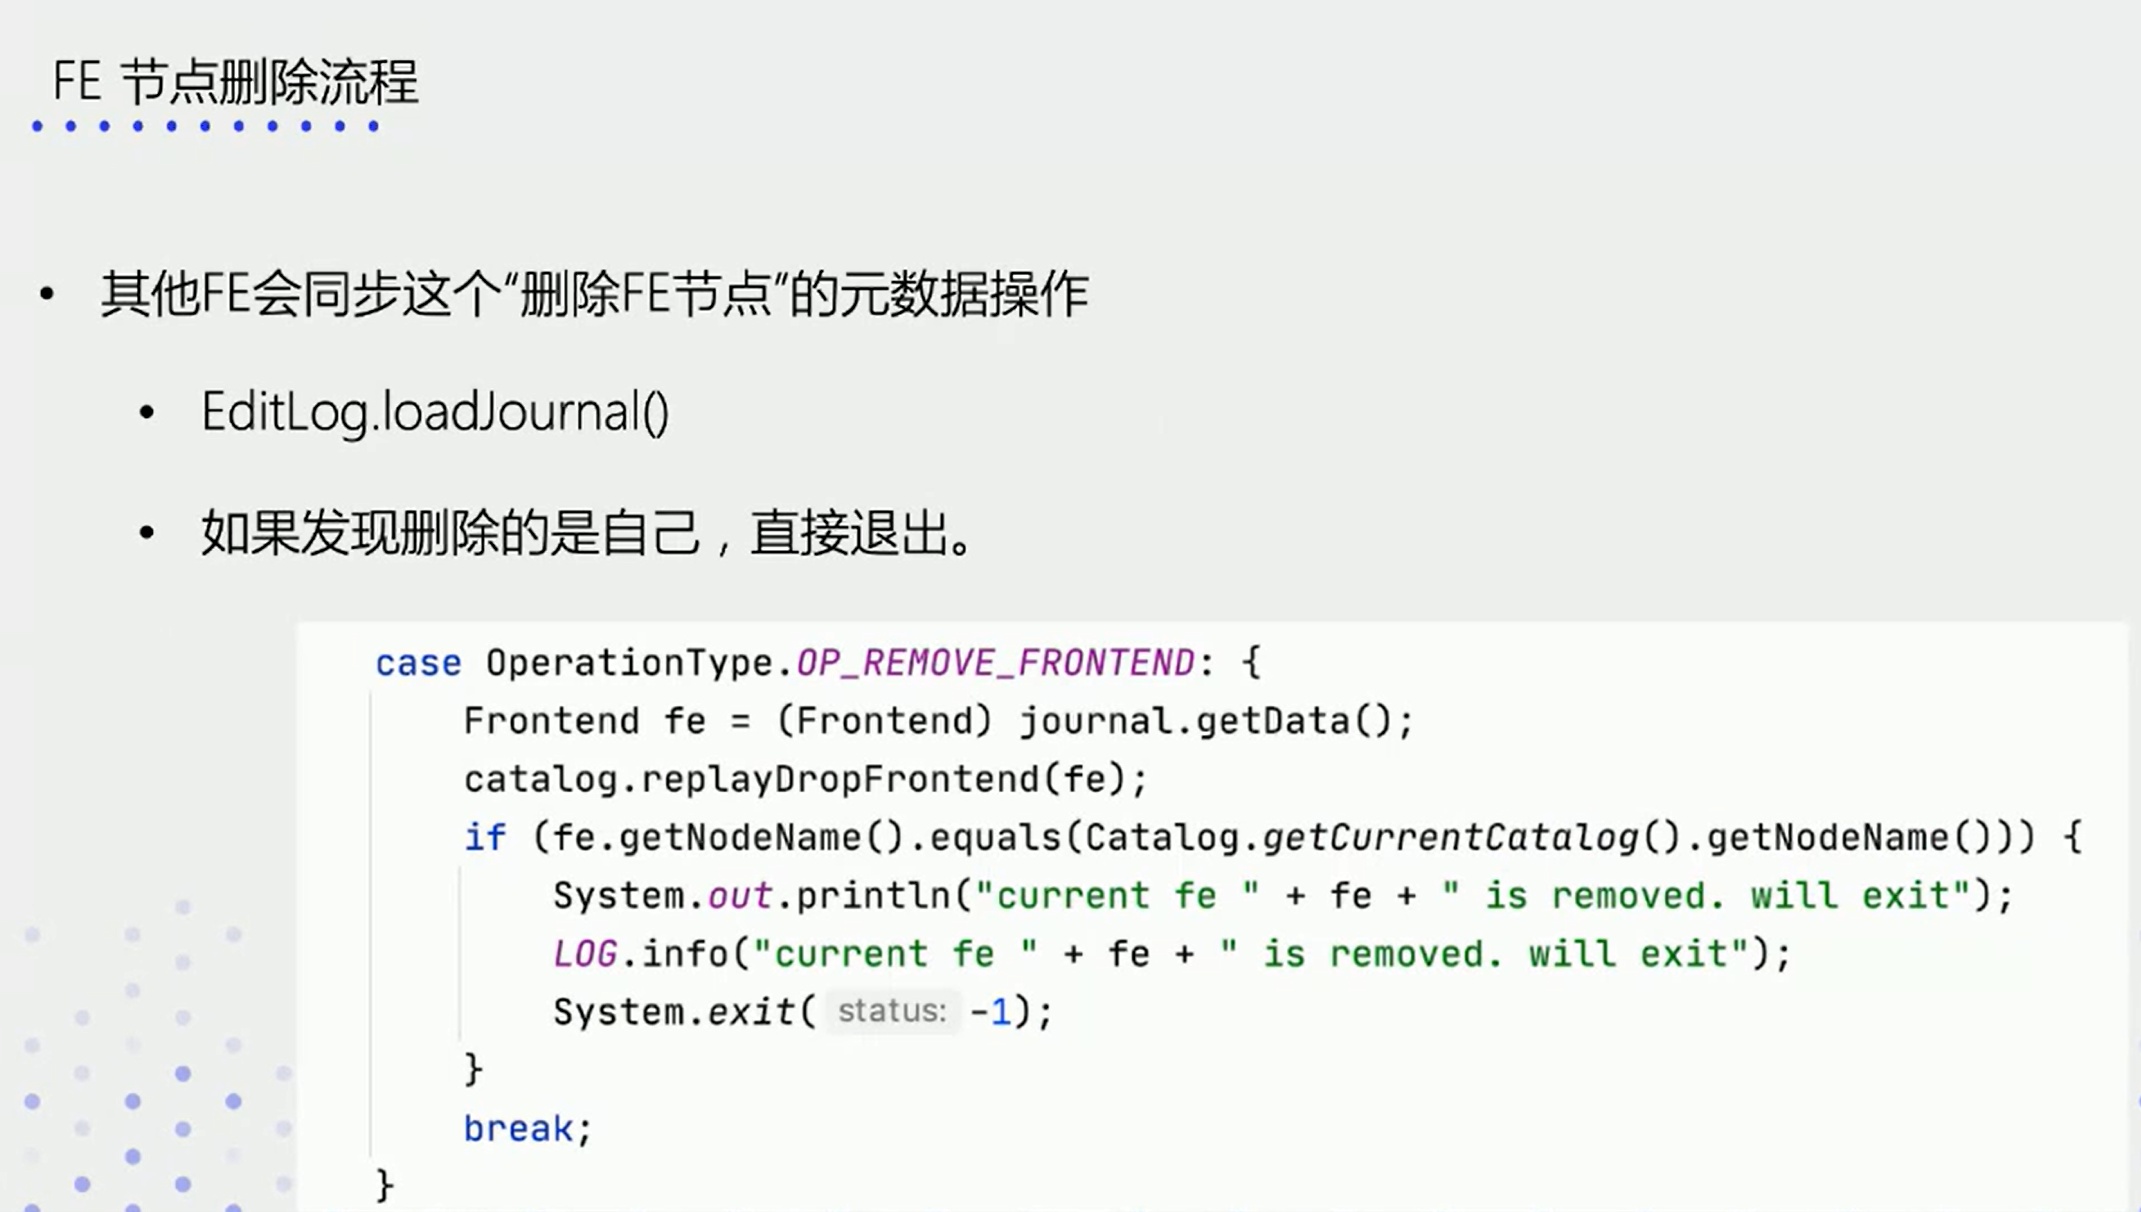 FE 节点删除流程
• 其他FE会同步这个“删除FE节点”的元数据操作
• EditLog.loadJournal()
• 如果发现删除的是自己，直接退出。
case OperationType.OP_REMOVE_FRONTEND: {
Frontend fe = (Frontend) journal.getData();
catalog.replayDropFrontend(fe);
if (fe.getNodeName().equals(Catalog.getCurrentCatalog().getNodeName())) {
System.out.println("current fe " + fe + " is removed. will exit");
LOG.info("current fe " + fe + " is removed. will exit");
System.exit( status: -1);
}
break;
}